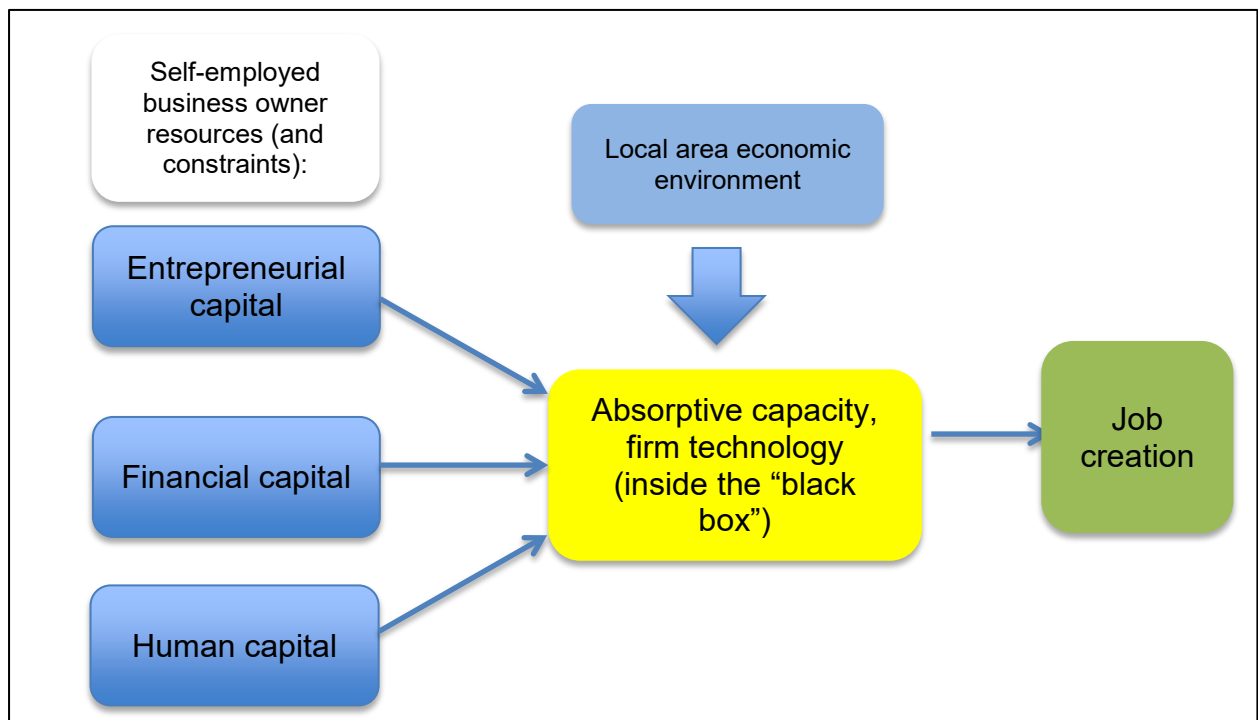 Self-employed
business owner
resources (and
constraints):
Local area economic
environment
Entrepreneurial
capital
Financial capital
Human capital
Absorptive capacity,
firm technology
(inside the “black
box”)
Job
creation